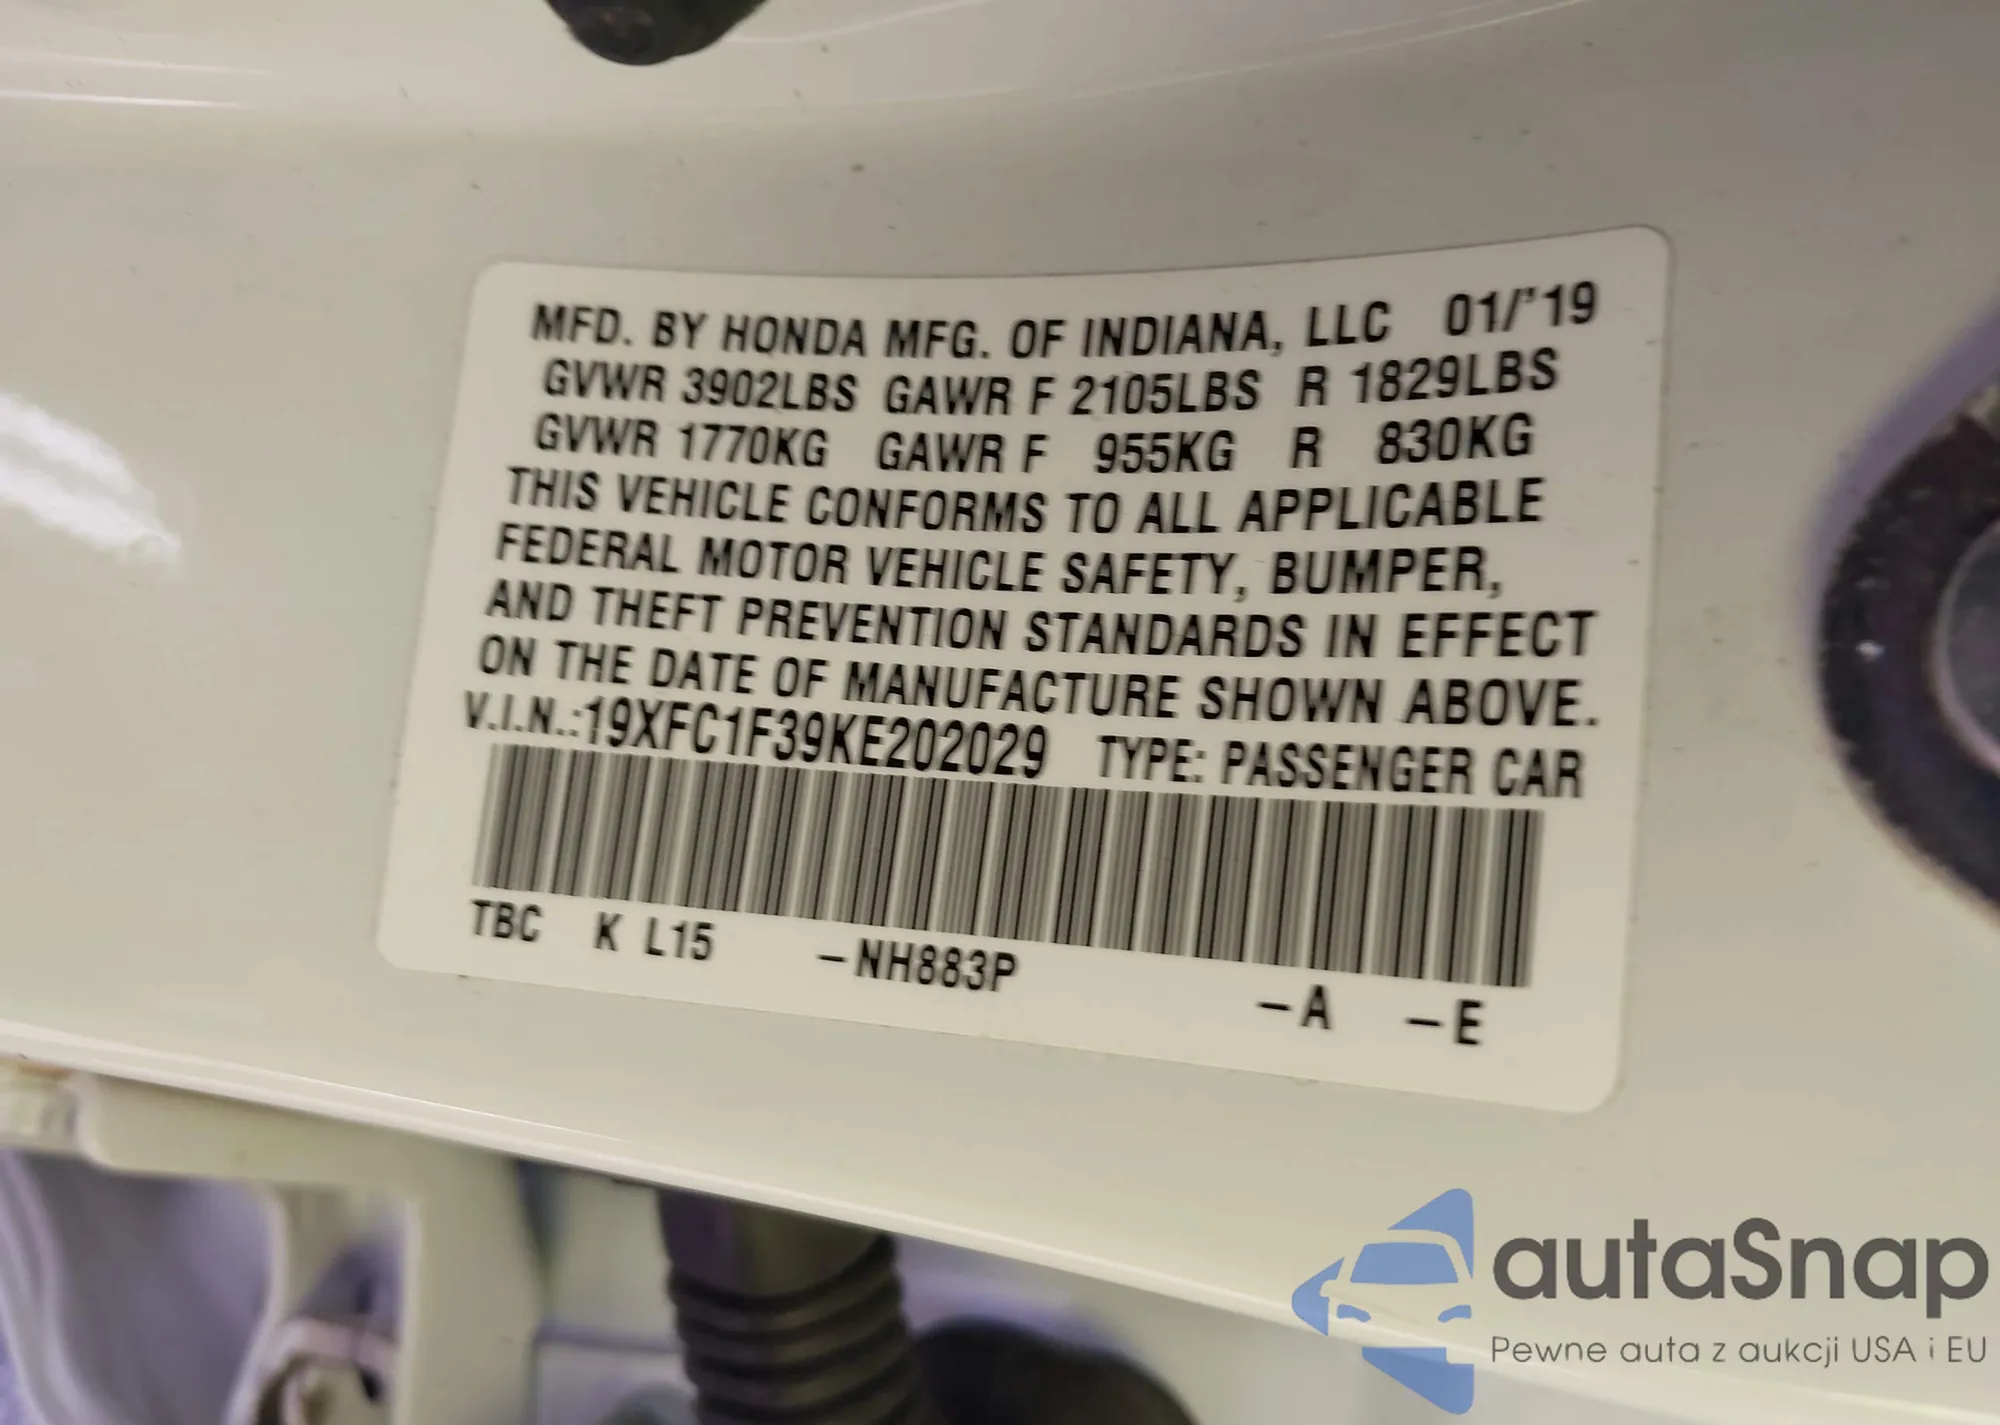 MFD. BY HONDA MFG. OF INDIANA, LLC 01/'19
GVWR 3902LBS GAWR F 2105LBS R 1829LBS
GVWR 1770KG GAWR F 955KG R 830KG
THIS VEHICLE CONFORMS TO ALL APPLICABLE
FEDERAL MOTOR VEHICLE SAFETY, BUMPER,
AND THEFT PREVENTION STANDARDS IN EFFECT
ON THE DATE OF MANUFACTURE SHOWN ABOVE.
V.I.N.:19XFC1F39KE202029 TYPE: PASSENGER CAR
TBC K L15 -NH883P -A -E
autaSnap
Pewne auta z aukcji USA i EU